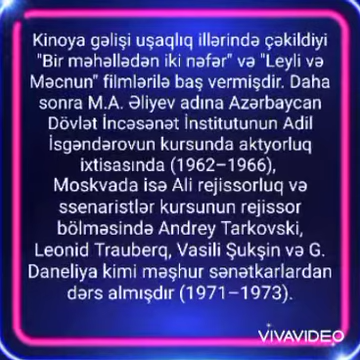 Kinoya gəlişi uşaqlıq illərində çəkildiyi
"Bir məhəllədən iki nəfər" və "Leyli və
Məcnun" filmlərilə baş vermişdir. Daha
sonra M.A. Əliyev adına Azərbaycan
Dövlət İncəsənət İnstitutunun Adil
İsgəndərovun kursunda aktyorluq
ixtisasında (1962–1966),
Moskvada isə Ali rejissorluq və
ssenaristlər kursunun rejissor
bölməsində Andrey Tarkovski,
Leonid Trauberq, Vasili Şukşin və G.
Daneliya kimi məşhur sənətkarlardan
dərs almışdır (1971–1973).
VIVAVIDEO